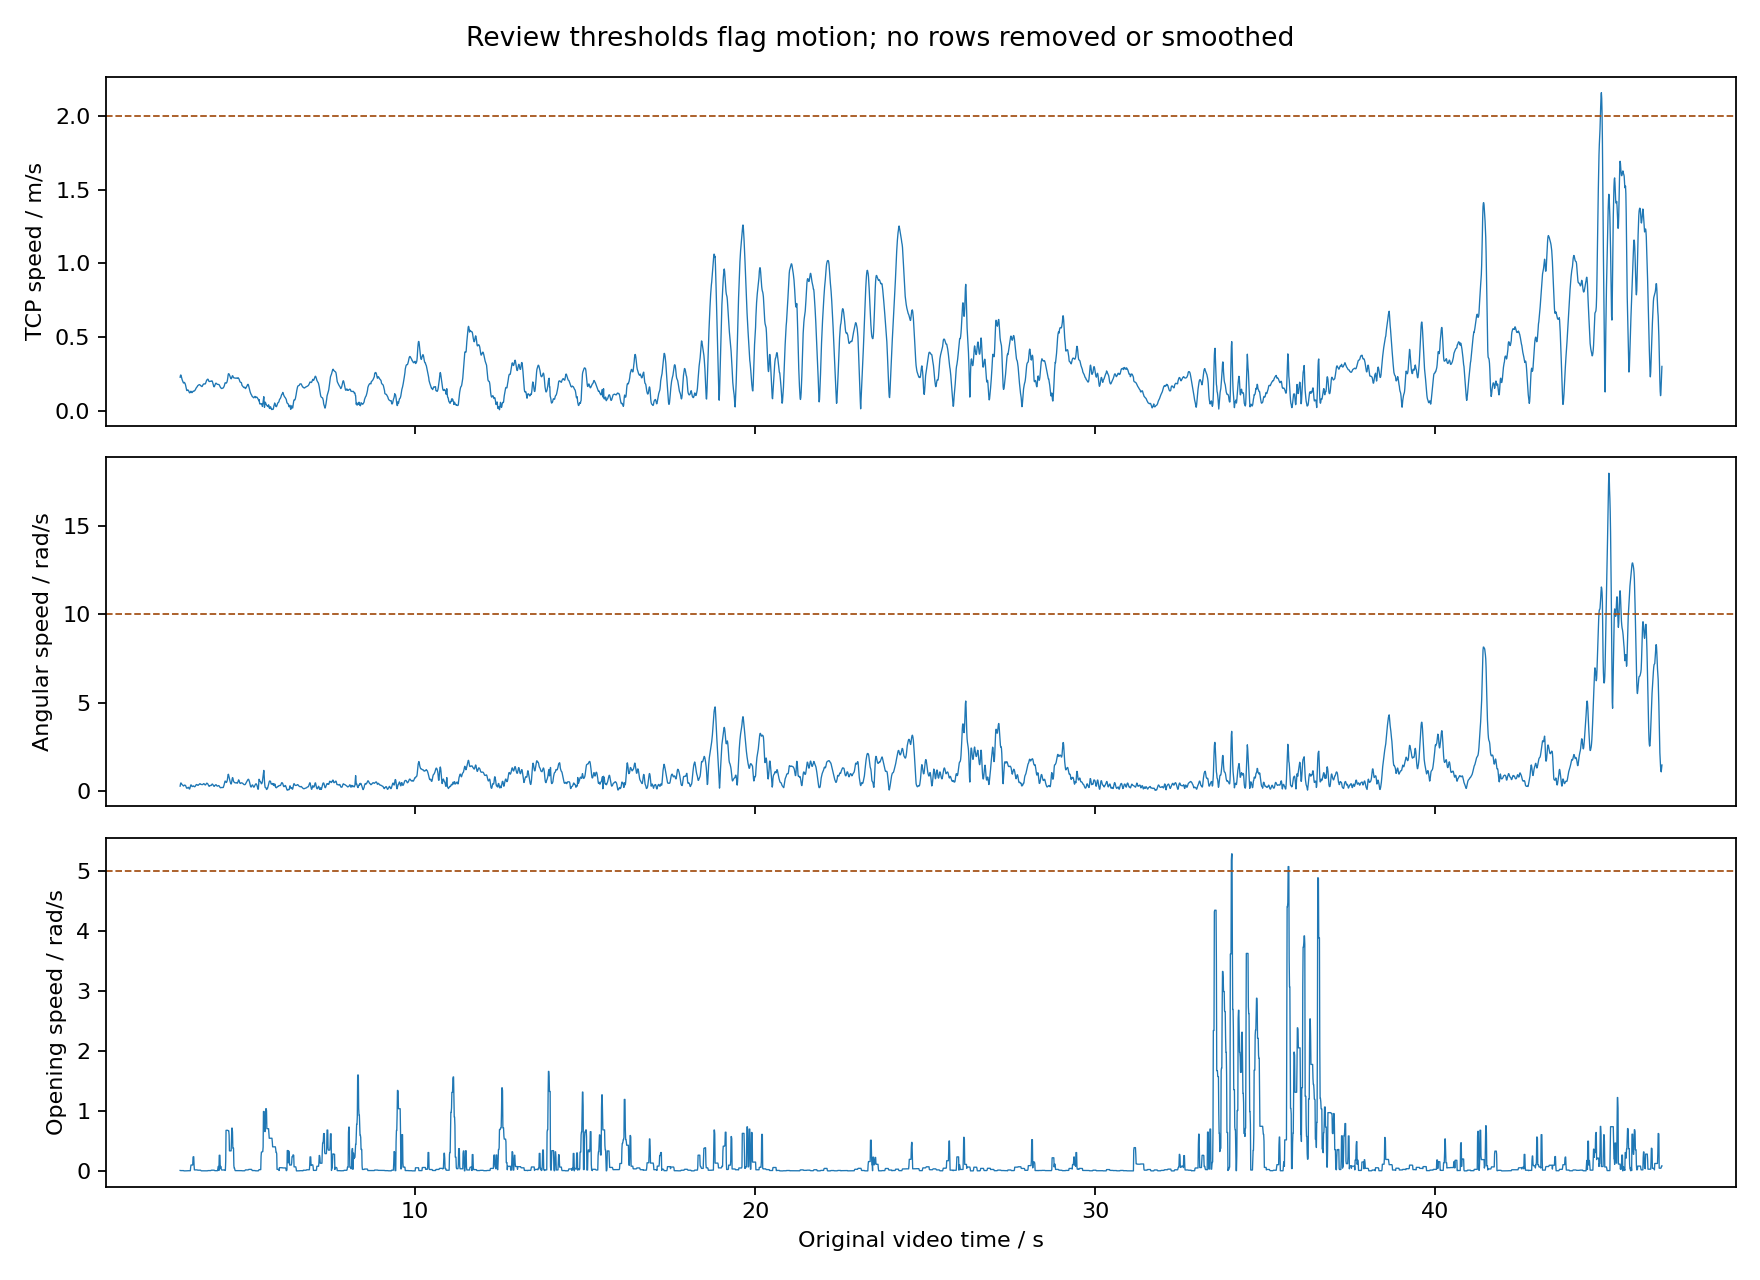 Review thresholds flag motion; no rows removed or smoothed
TCP speed / m/s
2.0
1.5
1.0
0.5
0.0
Angular speed / rad/s
15
10
5
0
Opening speed / rad/s
5
4
3
2
1
0
10 20 30 40
Original video time / s